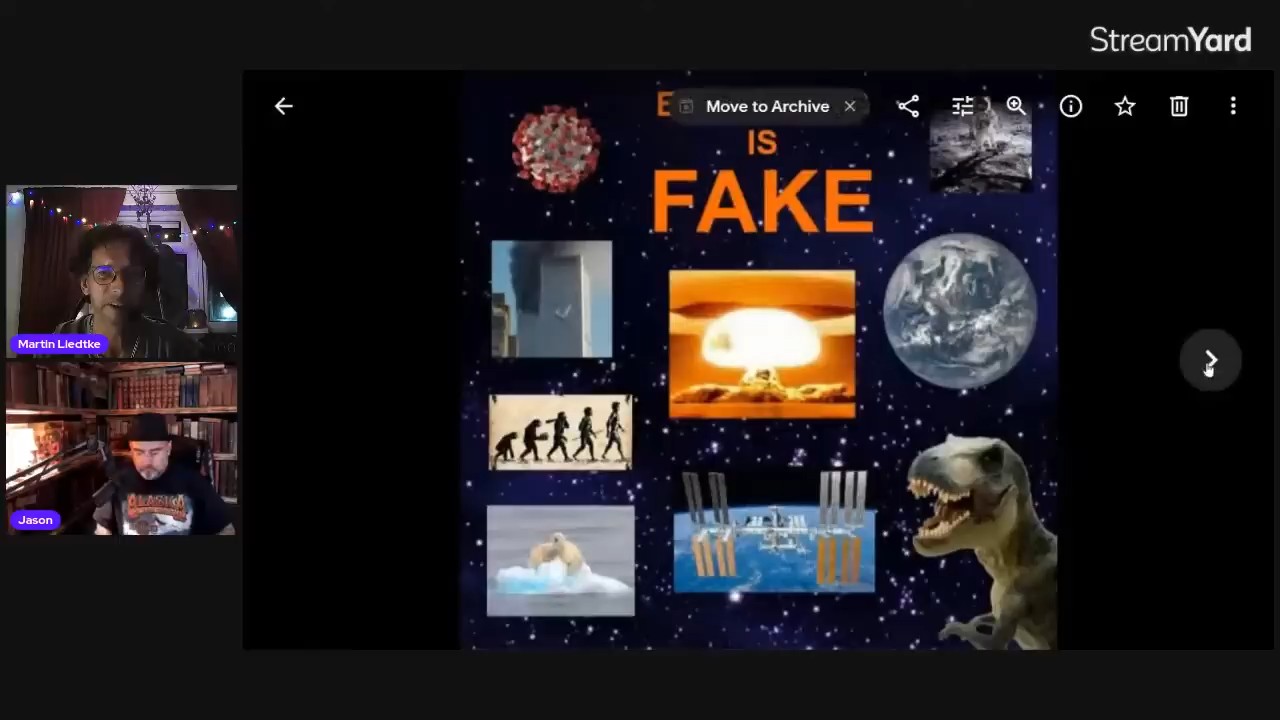 StreamYard
Move to Archive
IS
FAKE
Martin Liedtke
Jason